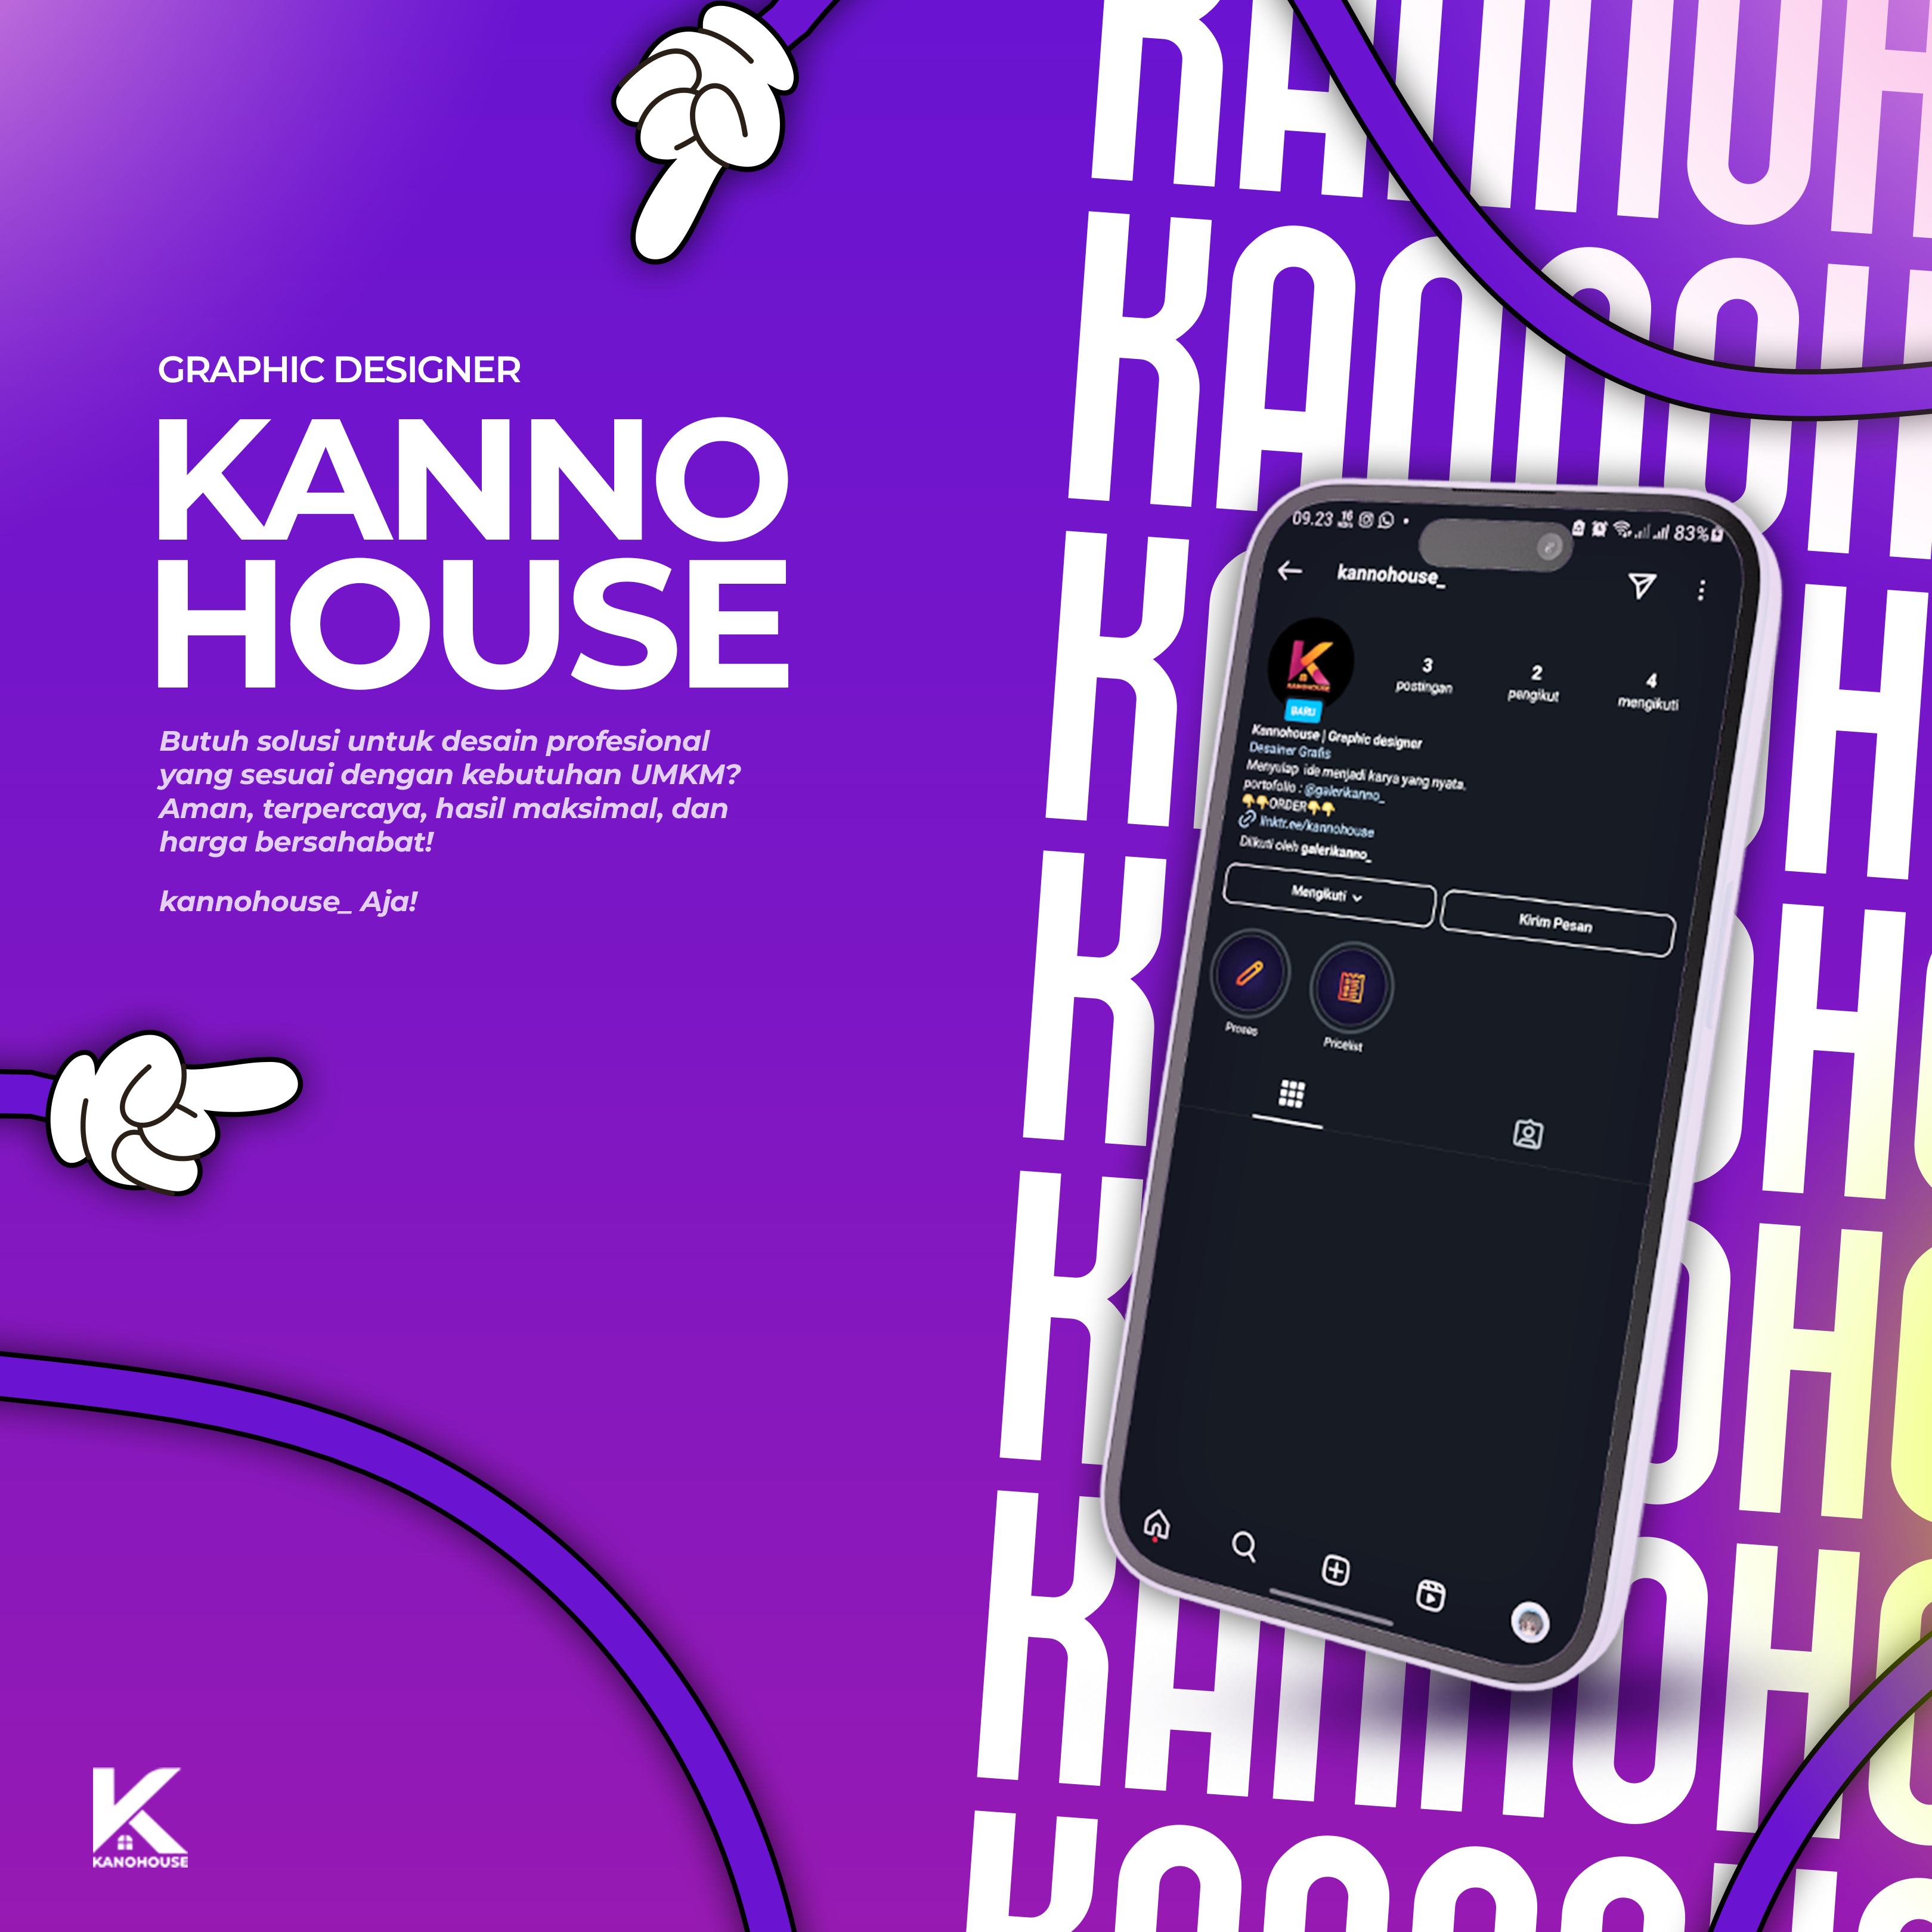 GRAPHIC DESIGNER
KANNO
HOUSE
Butuh solusi untuk desain profesional
yang sesuai dengan kebutuhan UMKM?
Aman, terpercaya, hasil maksimal, dan
harga bersahabat!
kannohouse_ Aja!
KANOHOUSE
09.23 16 83%
kannohouse_
KANOHOUSE
BARU
3 2 4
postingan pengikut mengikuti
Kannohouse | Graphic designer
Desainer Grafis
Menyulap ide menjadi karya yang nyata.
portofolio : @galerikanno_
👇👇ORDER👇👇
linktr.ee/kannohouse
Diikuti oleh galerikanno_
Mengikuti Kirim Pesan
Proses Pricelist